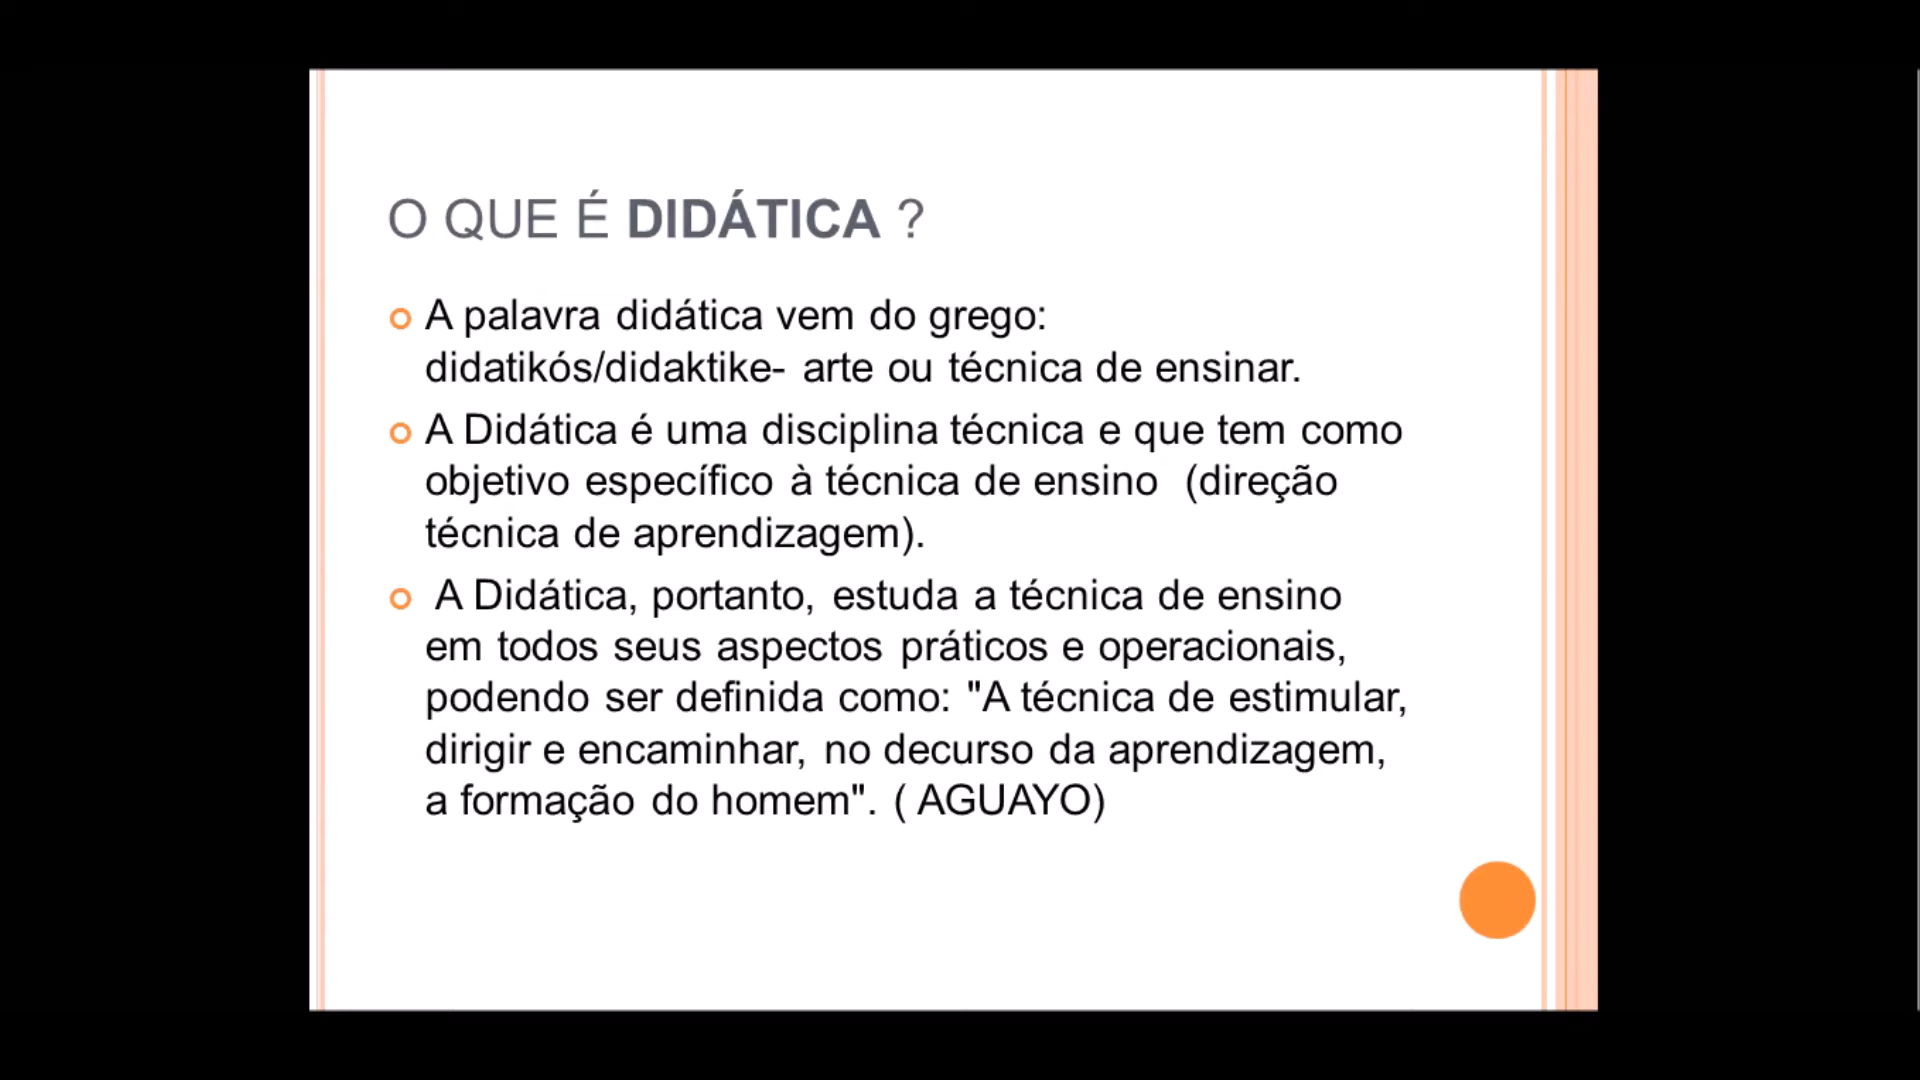 O QUE É DIDÁTICA ?
A palavra didática vem do grego:
didatikós/didaktike- arte ou técnica de ensinar.
A Didática é uma disciplina técnica e que tem como
objetivo específico à técnica de ensino (direção
técnica de aprendizagem).
A Didática, portanto, estuda a técnica de ensino
em todos seus aspectos práticos e operacionais,
podendo ser definida como: "A técnica de estimular,
dirigir e encaminhar, no decurso da aprendizagem,
a formação do homem". ( AGUAYO)